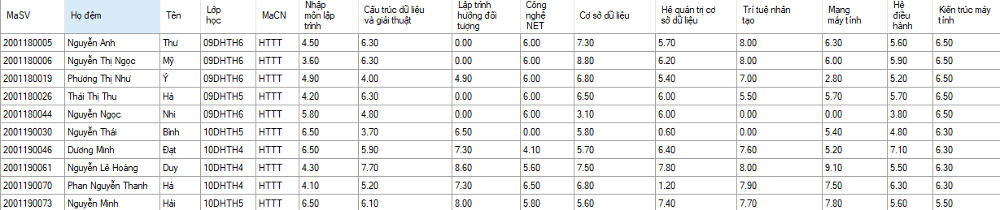 MaSV Họ đệm Tên Lớp học MaCN Nhập môn lập trình Cấu trúc dữ liệu và giải thuật Lập trình hướng đối tượng Công nghệ NET Cơ sở dữ liệu Hệ quản trị cơ sở dữ liệu Trí tuệ nhân tạo Mạng máy tính Hệ điều hành Kiến trúc máy tính
2001180005 Nguyễn Anh Thư 09DHTH6 HTTT 4.50 6.30 0.00 6.00 7.30 5.70 8.00 6.30 5.60 6.50
2001180006 Nguyễn Thị Ngọc Mỹ 09DHTH6 HTTT 3.60 6.30 0.00 6.00 8.80 6.20 8.00 6.00 5.90 6.50
2001180019 Phương Thị Như Ý 09DHTH6 HTTT 4.90 4.00 4.90 6.00 6.80 5.40 7.00 2.80 5.20 6.50
2001180026 Thái Thị Thu Hà 09DHTH5 HTTT 4.20 6.30 0.00 6.00 6.50 6.00 5.50 5.70 5.70 6.50
2001180044 Nguyễn Ngọc Nhi 09DHTH6 HTTT 5.80 4.80 0.00 6.00 3.10 6.00 0.00 0.00 3.80 6.50
2001190030 Nguyễn Thái Bình 10DHTH5 HTTT 6.50 3.70 6.50 0.00 5.80 0.60 0.00 5.40 4.80 6.30
2001190046 Dương Minh Đạt 10DHTH4 HTTT 6.50 5.90 7.30 4.10 5.70 6.40 7.60 5.20 7.10 6.30
2001190061 Nguyễn Lê Hoàng Duy 10DHTH4 HTTT 4.30 7.70 8.60 5.60 7.50 7.80 8.00 9.10 5.50 6.30
2001190070 Phan Nguyễn Thanh Hà 10DHTH4 HTTT 4.10 5.20 7.30 6.50 6.80 1.20 7.90 7.50 6.30 6.30
2001190073 Nguyễn Minh Hải 10DHTH5 HTTT 6.50 6.10 8.00 5.80 5.60 7.40 7.70 7.80 5.60 5.50